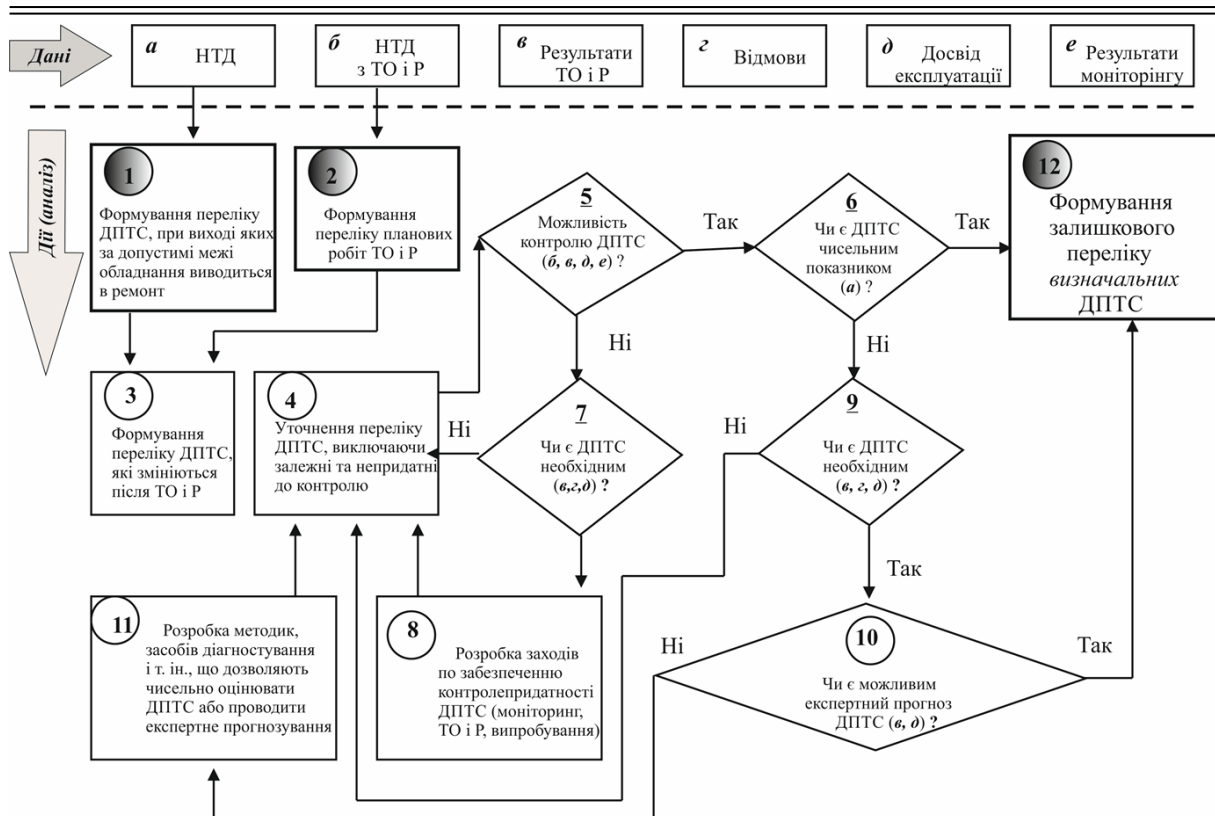 Дані
а
НТД
б
НТД
з ТО і Р
в
Результати
ТО і Р
г
Відмови
д
Досвід
експлуатації
е
Результати
моніторінгу
Дії (аналіз)
1
Формування переліку
ДПТС, при виході яких
за допустимі межі
обладнання виводиться
в ремонт
2
Формування
переліку планових
робіт ТО і Р
5
Можливість
контролю ДПТС
(б, в, д, е) ?
Так
6
Чи є ДПТС
чисельним
показником
(а) ?
Так
12
Формування
залишкового
переліку
визначальних
ДПТС
Ні
Ні
3
Формування
переліку ДПТС,
які змініються
після ТО і Р
4
Уточнення переліку
ДПТС, виключаючи
залежні та непридатні
до контролю
Ні
7
Чи є ДПТС
необхідним
(в,г,д) ?
Ні
9
Чи є ДПТС
необхідним
(в, г, д) ?
Так
11
Розробка методик,
засобів діагностування
і т. ін., що дозволяють
чисельно оцінювати
ДПТС або проводити
експертне прогнозування
8
Розробка заходів
по забезпеченню
контролепридатності
ДПТС (моніторинг,
ТО і Р, випробування)
Ні
10
Чи є можливим
експертний прогноз
ДПТС (в, д) ?
Так